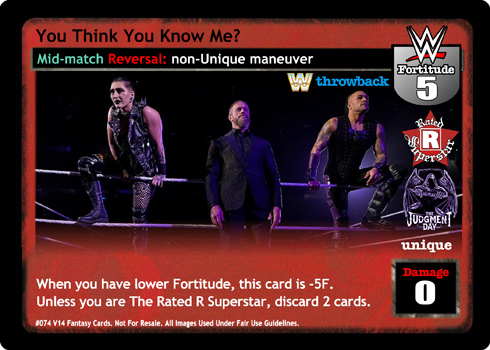 You Think You Know Me?
Mid-match Reversal: non-Unique maneuver
W
Fortitude
5
W throwback
Rated
R
Superstar
THE
JUDGMENT
DAY
unique
When you have lower Fortitude, this card is -5F.
Unless you are The Rated R Superstar, discard 2 cards.
Damage
0
#074 V14 Fantasy Cards. Not For Resale. All Images Used Under Fair Use Guidelines.